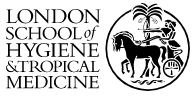 LONDON
SCHOOL of
HYGIENE
& TROPICAL
MEDICINE